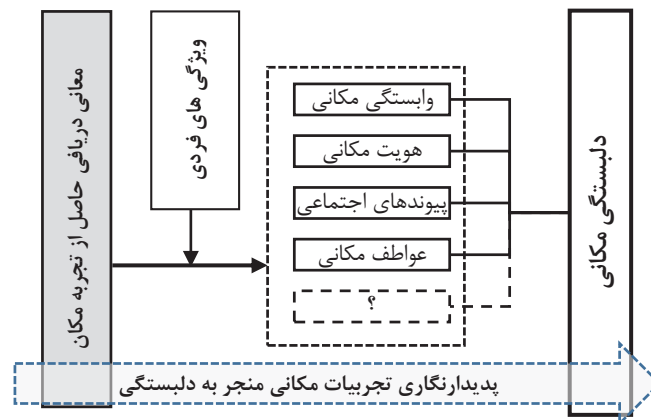 معانی دریافی حاصل از تجربه مکان
ویژگی های فردی
وابستگی مکانی
هویت مکانی
پیوندهای اجتماعی
عواطف مکانی
؟
دلبستگی مکانی
پدیدارنگاری تجربیات مکانی منجر به دلبستگی